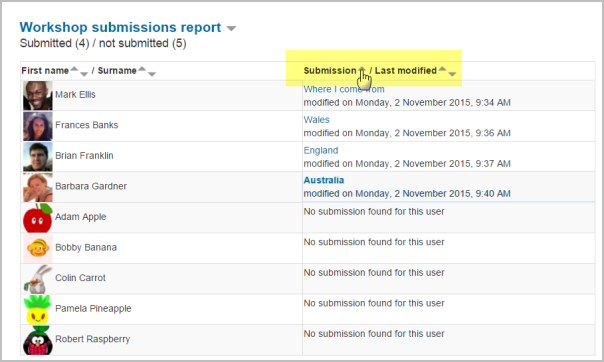 Workshop submissions report
Submitted (4) / not submitted (5)
First name / Surname Submission / Last modified
Mark Ellis Where I come from
modified on Monday, 2 November 2015, 9:34 AM
Frances Banks Wales
modified on Monday, 2 November 2015, 9:36 AM
Brian Franklin England
modified on Monday, 2 November 2015, 9:37 AM
Barbara Gardner Australia
modified on Monday, 2 November 2015, 9:40 AM
Adam Apple No submission found for this user
Bobby Banana No submission found for this user
Colin Carrot No submission found for this user
Pamela Pineapple No submission found for this user
Robert Raspberry No submission found for this user